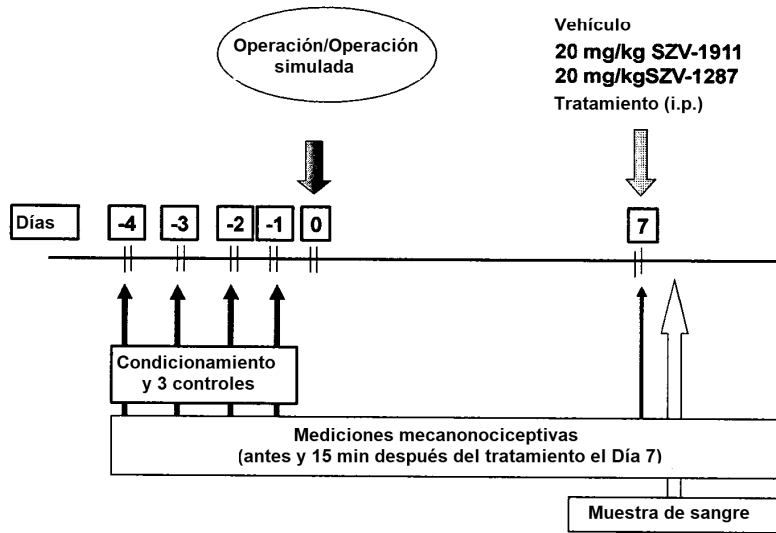 Operación/Operación
simulada
Vehículo
20 mg/kg SZV-1911
20 mg/kgSZV-1287
Tratamiento (i.p.)
Días
-4
-3
-2
-1
0
7
Condicionamiento
y 3 controles
Mediciones mecanonociceptivas
(antes y 15 min después del tratamiento el Día 7)
Muestra de sangre